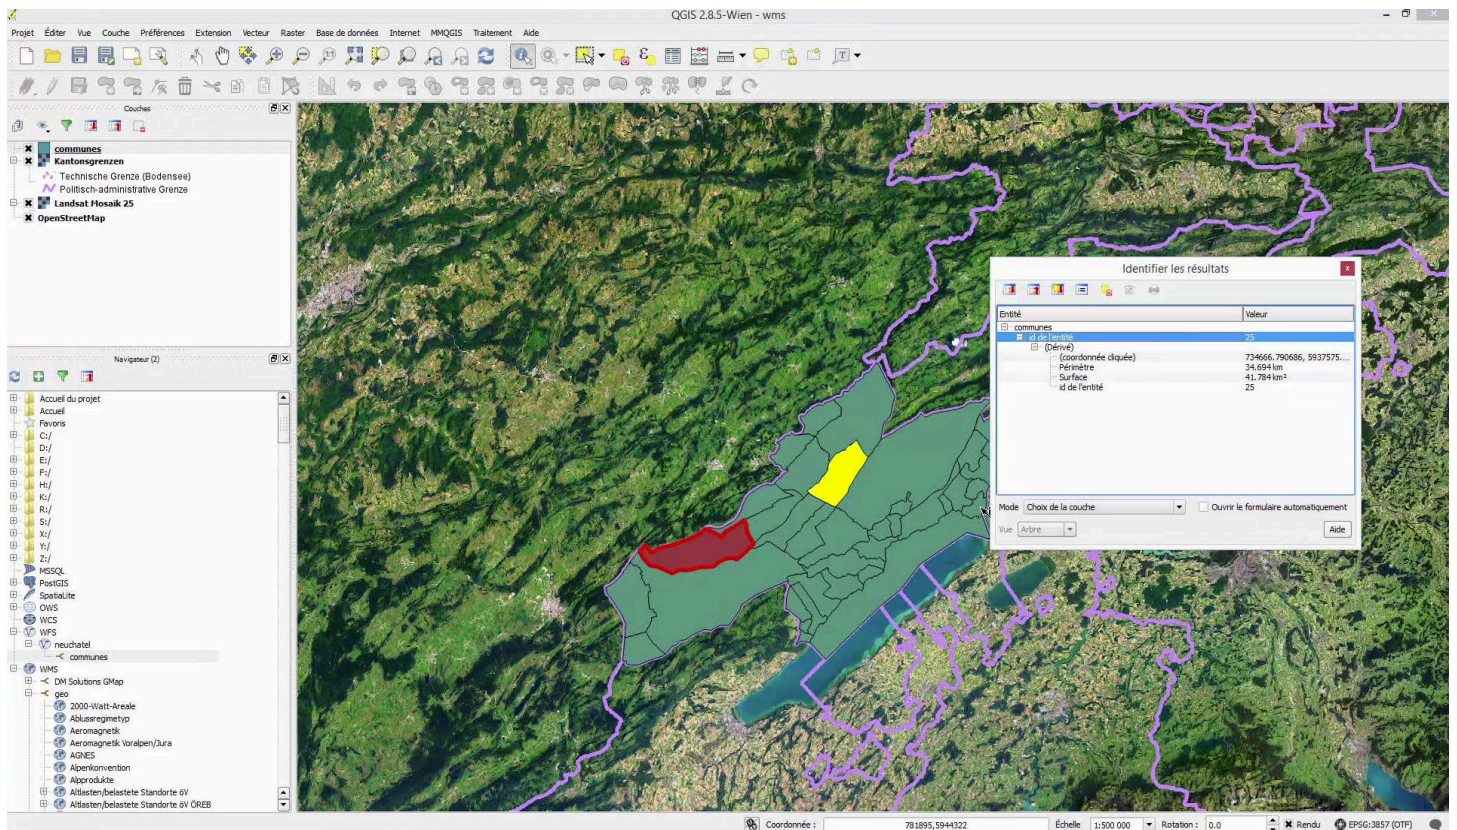 QGIS 2.8.5-Wien - wms
Projet Éditer Vue Couche Préférences Extension Vecteur Raster Base de données Internet MMQGIS Traitement Aide
Couches
communes
Kantonsgrenzen
Technische Grenze (Bodensee)
Politisch-administrative Grenze
Landsat Mosaik 25
OpenStreetMap
Identifier les résultats
Entité Valeur
communes
id de l'entité 25
(Dérivé)
(coordonnée cliquée) 734666.790686, 5937575....
Périmètre 34.694 km
Surface 41.784 km²
id de l'entité 25
Mode Choix de la couche Ouvrir le formulaire automatiquement
Vue Arbre Aide
Navigateur (2)
Accueil du projet
Accueil
Favoris
C:/
D:/
E:/
F:/
H:/
K:/
R:/
S:/
X:/
Y:/
Z:/
MSSQL
PostGIS
SpatiaLite
OWS
WCS
WFS
neuchatel
communes
WMS
DM Solutions GMap
geo
2000-Watt-Areale
Ablussregimetyp
Aeromagnetik
Aeromagnetik Voralpen/Jura
AGNES
Alpenkonvention
Alpprodukte
Altlasten/belastete Standorte öV
Altlasten/belastete Standorte öV ÖREB
Coordonnée : 781895,5944322 Échelle 1:500 000 Rotation : 0.0 Rendu EPSG:3857 (OTF)